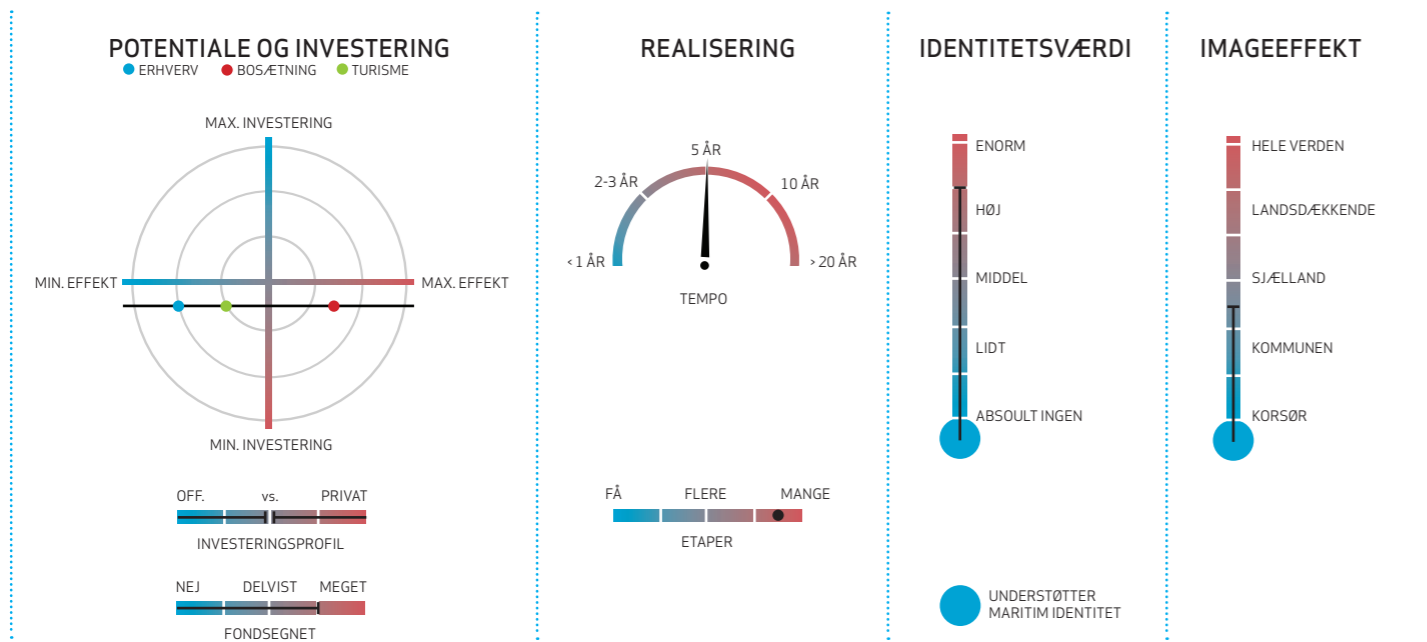 POTENTIALE OG INVESTERING
ERHVERV BOSÆTNING TURISME
MAX. INVESTERING
MIN. EFFEKT
MAX. EFFEKT
MIN. INVESTERING
OFF. vs. PRIVAT
INVESTERINGSPROFIL
NEJ DELVIST MEGET
FONDSEGNET
REALISERING
5 ÅR
2-3 ÅR
10 ÅR
<1 ÅR
>20 ÅR
TEMPO
FÅ FLERE MANGE
ETAPER
IDENTITETSVÆRDI
ENORM
HØJ
MIDDEL
LIDT
ABSOULT INGEN
UNDERSTØTTER
MARITIM IDENTITET
IMAGEEFFEKT
HELE VERDEN
LANDSDÆKKENDE
SJÆLLAND
KOMMUNEN
KORSØR